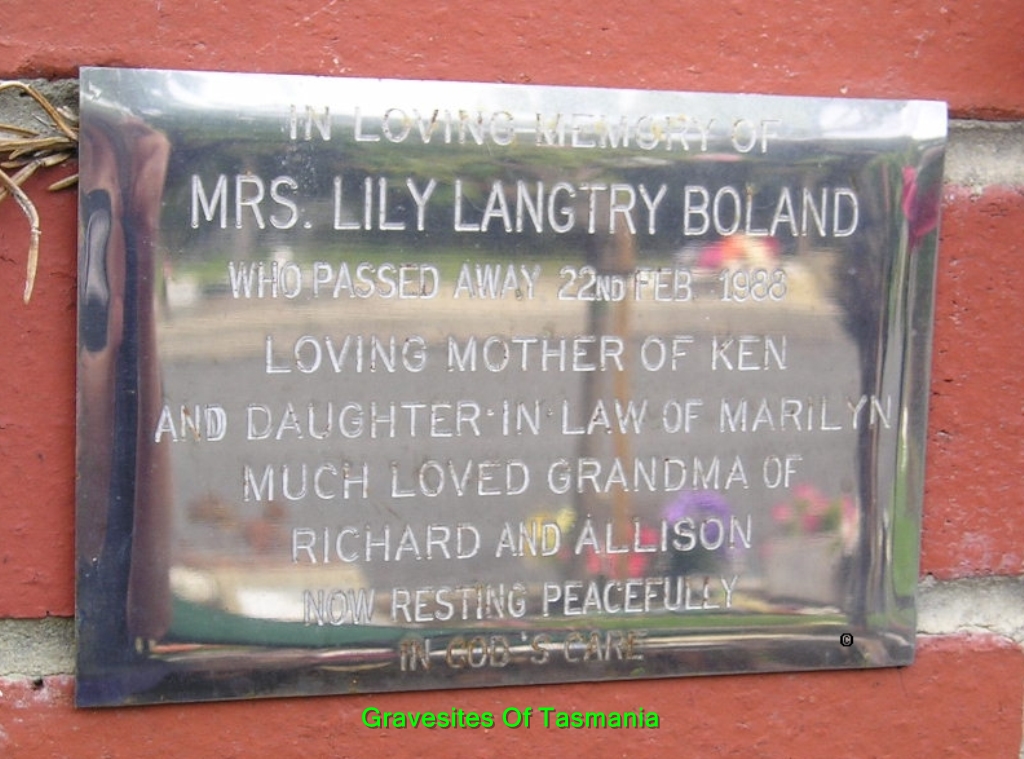 IN LOVING MEMORY OF
MRS. LILY LANGTRY BOLAND
WHO PASSED AWAY 22ND FEB 1988
LOVING MOTHER OF KEN
AND DAUGHTER·IN·LAW OF MARILYN
MUCH LOVED GRANDMA OF
RICHARD AND ALLISON
NOW RESTING PEACEFULLY
IN GOD'S CARE
©
Gravesites Of Tasmania